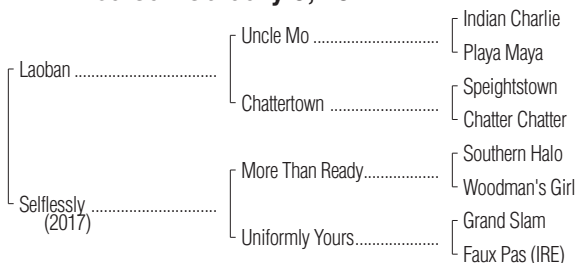 Indian Charlie
Uncle Mo ....................................
Playa Maya
Laoban .........................................
Speightstown
Chattertown ...............................
Chatter Chatter
Southern Halo
More Than Ready.....................
Woodman's Girl
Selflessly ....................................
(2017)
Grand Slam
Uniformly Yours........................
Faux Pas (IRE)